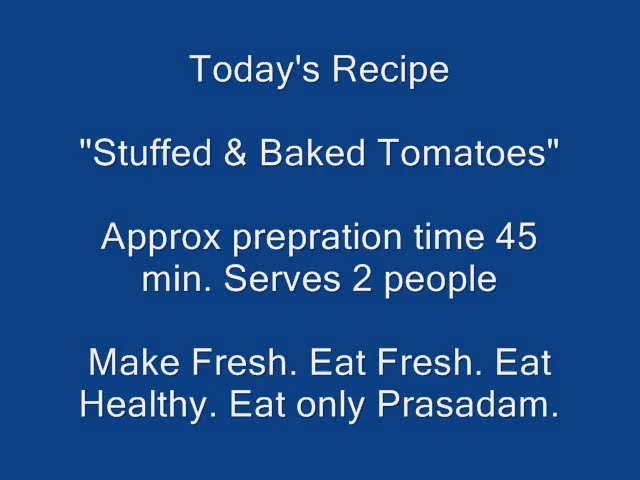 Today's Recipe
"Stuffed & Baked Tomatoes"
Approx prepration time 45
min. Serves 2 people
Make Fresh. Eat Fresh. Eat
Healthy. Eat only Prasadam.